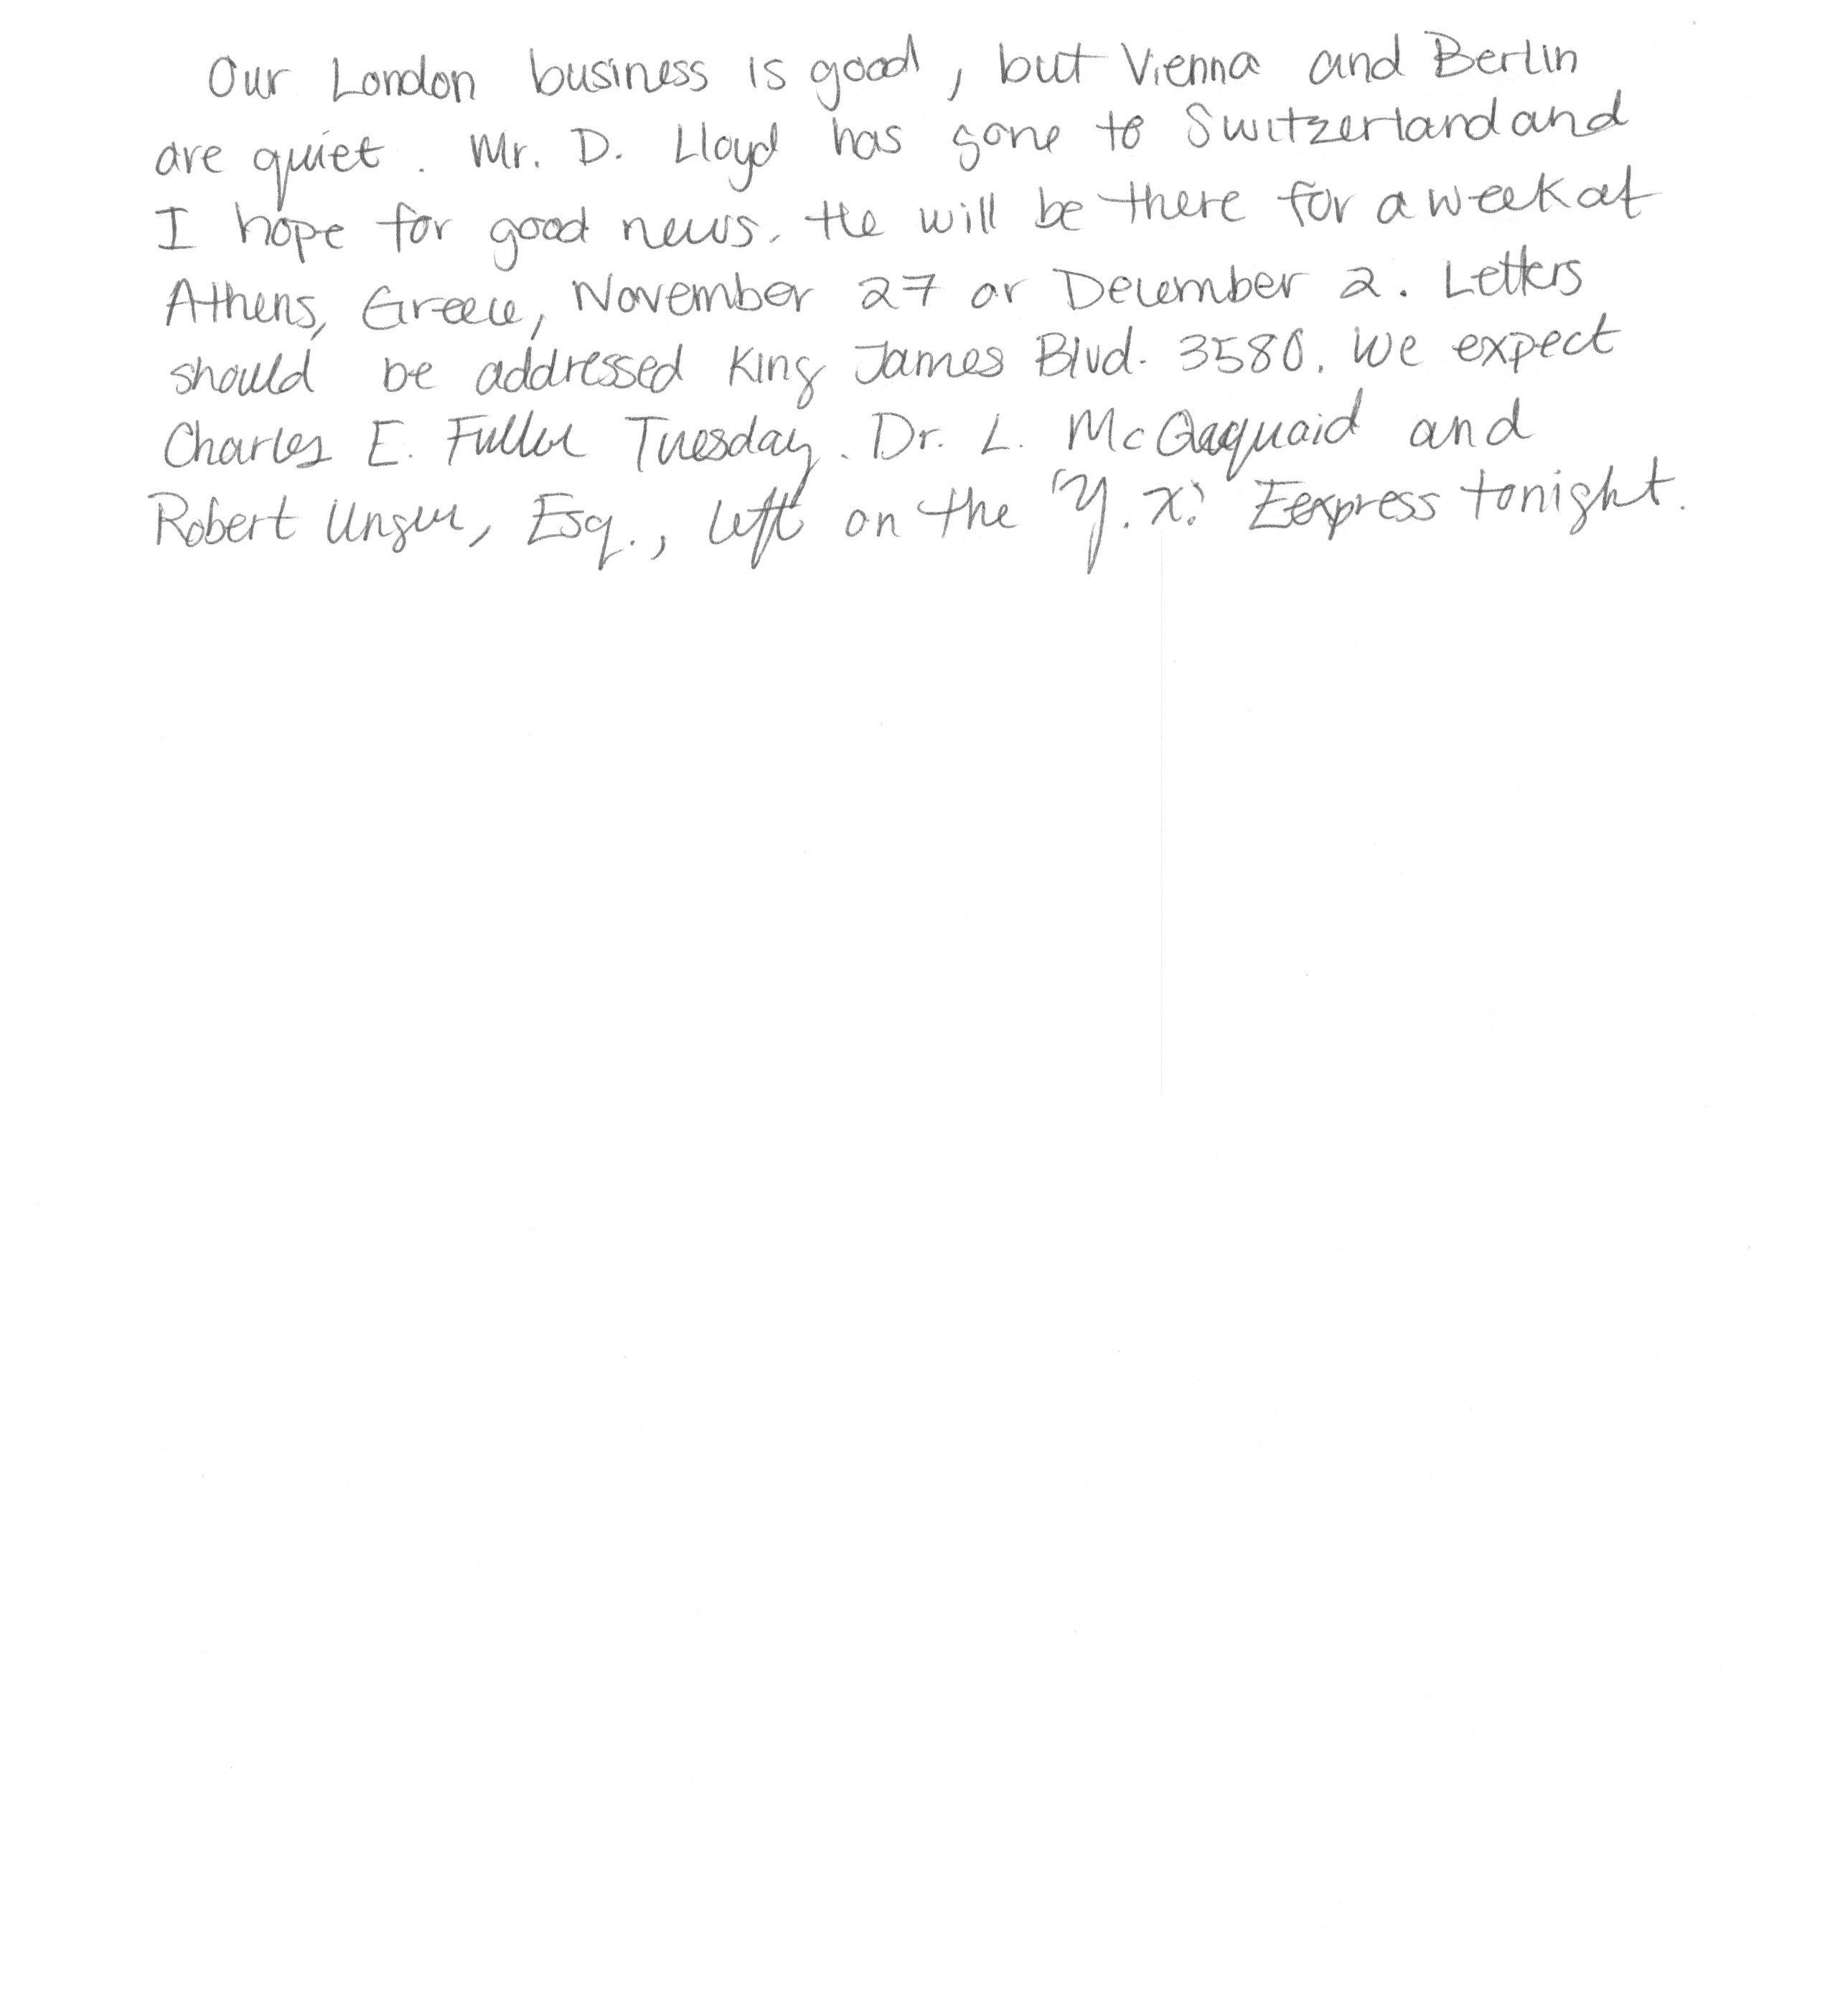 Our London business is good, but Vienna and Berlin
are quiet. Mr. D. Lloyd has gone to Switzerland and
I hope for good news. He will be there for a week at
Athens, Greece, November 27 or December 2. Letters
should be addressed King James Blvd. 3580. We expect
Charles E. Fuller Tuesday. Dr. L. McQaquaid and
Robert Unger, Esq., left on the 'Y.X.' Eexpress tonight.